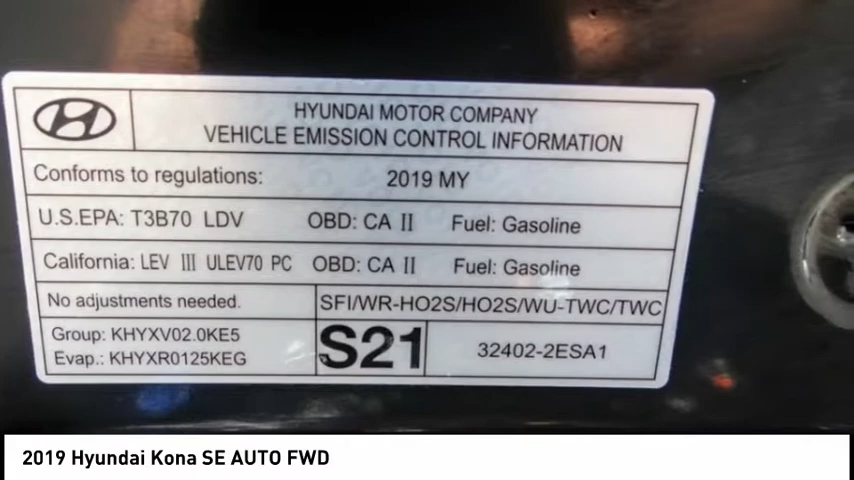 HYUNDAI MOTOR COMPANY
VEHICLE EMISSION CONTROL INFORMATION
Conforms to regulations: 2019 MY
U.S.EPA: T3B70 LDV OBD: CA II Fuel: Gasoline
California: LEV III ULEV70 PC OBD: CA II Fuel: Gasoline
No adjustments needed. SFI/WR-HO2S/HO2S/WU-TWC/TWC
Group: KHYXV02.0KE5
Evap.: KHYXR0125KEG
S21 32402-2ESA1
2019 Hyundai Kona SE AUTO FWD